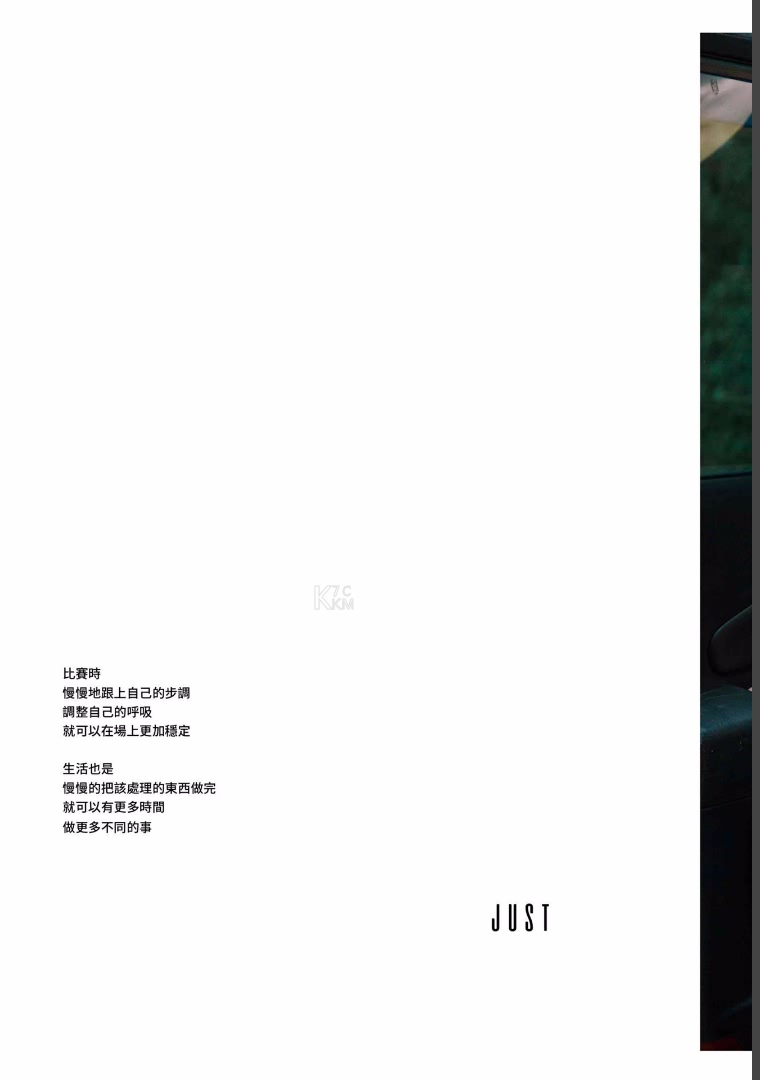 K7C
KKM
比賽時
慢慢地跟上自己的步調
調整自己的呼吸
就可以在場上更加穩定
生活也是
慢慢的把該處理的東西做完
就可以有更多時間
做更多不同的事
JUST